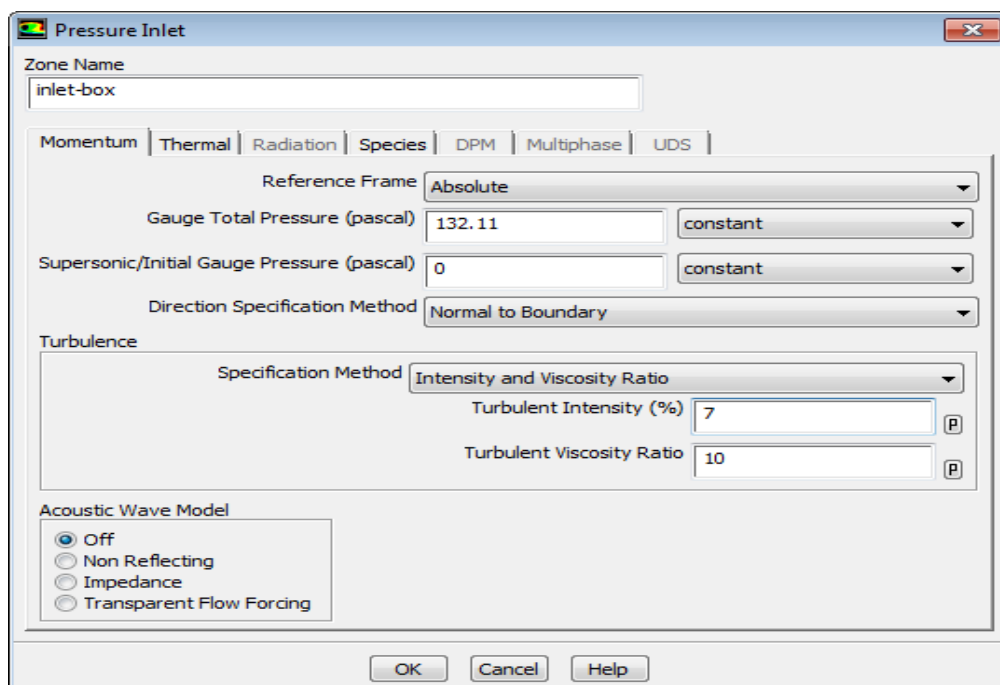 Pressure Inlet
Zone Name
inlet-box
Momentum Thermal Radiation Species DPM Multiphase UDS
Reference Frame Absolute
Gauge Total Pressure (pascal) 132.11 constant
Supersonic/Initial Gauge Pressure (pascal) 0 constant
Direction Specification Method Normal to Boundary
Turbulence
Specification Method Intensity and Viscosity Ratio
Turbulent Intensity (%) 7 P
Turbulent Viscosity Ratio 10 P
Acoustic Wave Model
Off
Non Reflecting
Impedance
Transparent Flow Forcing
OK Cancel Help